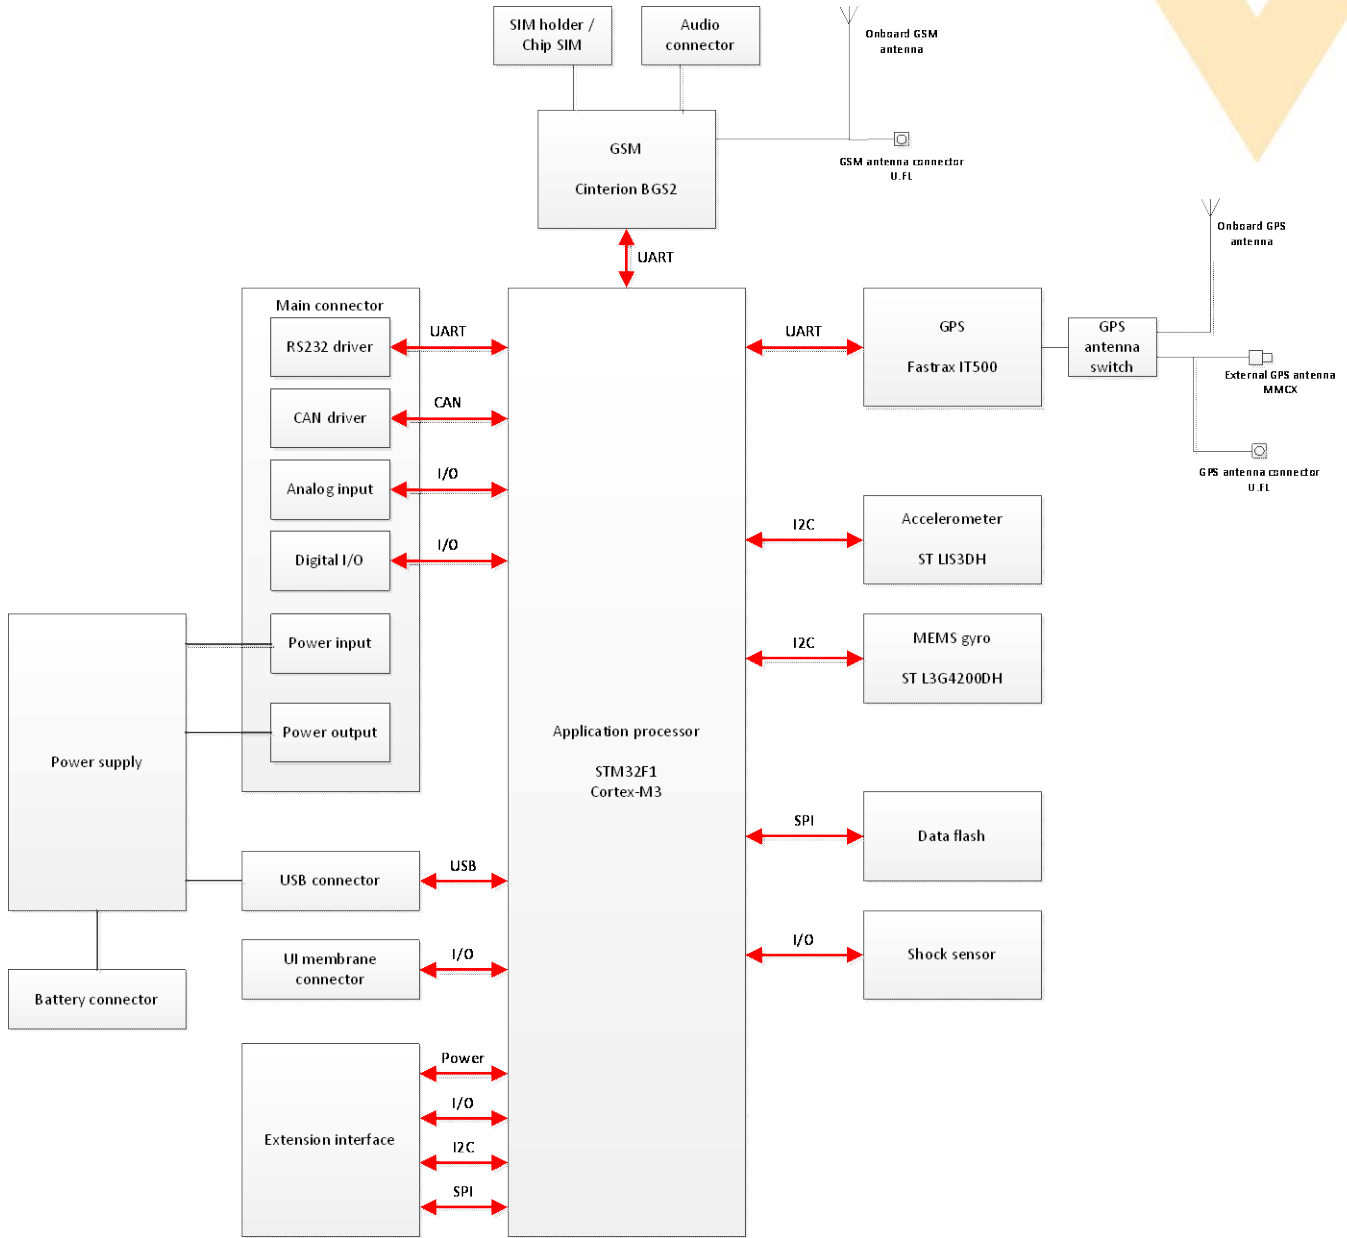 SIM holder /
Chip SIM
Audio
connector
Onboard GSM
antenna
GSM
Cinterion BGS2
GSM antenna connector
U.FL
UART
Onboard GPS
antenna
Main connector
RS232 driver
UART
CAN driver
CAN
Analog input
I/O
Digital I/O
I/O
Power input
Power output
Power supply
USB connector
USB
UI membrane
connector
I/O
Battery connector
Extension interface
Power
I/O
I2C
SPI
Application processor
STM32F1
Cortex-M3
UART
GPS
Fastrax IT500
GPS
antenna
switch
External GPS antenna
MMCX
GPS antenna connector
U.FL
I2C
Accelerometer
ST LIS3DH
I2C
MEMS gyro
ST L3G4200DH
SPI
Data flash
I/O
Shock sensor